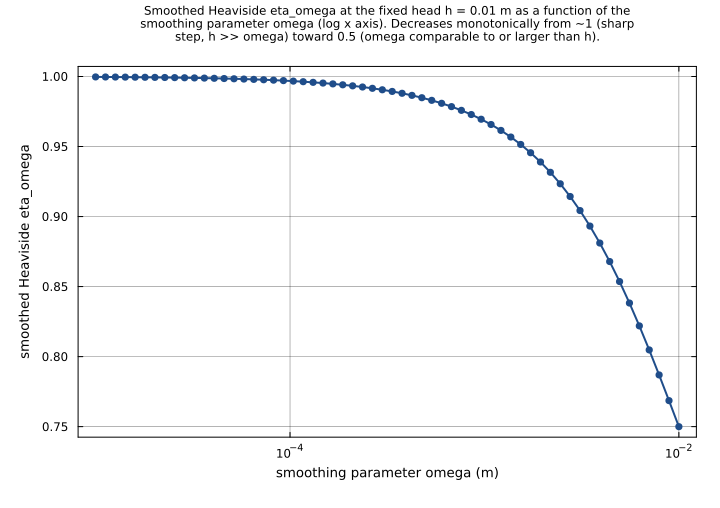 Smoothed Heaviside eta_omega at the fixed head h = 0.01 m as a function of the
smoothing parameter omega (log x axis). Decreases monotonically from ~1 (sharp
step, h >> omega) toward 0.5 (omega comparable to or larger than h).
1.00
0.95
0.90
0.85
0.80
0.75
smoothed Heaviside eta_omega
10⁻⁴
10⁻²
smoothing parameter omega (m)